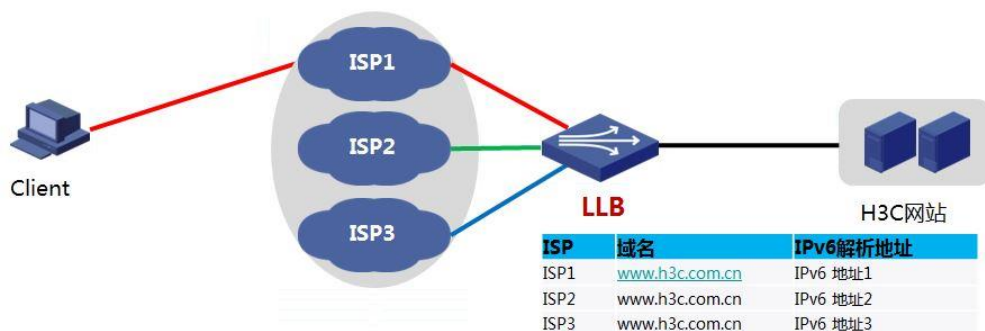 ISP1
ISP2
ISP3
Client
LLB
H3C网站
ISP 域名 IPv6解析地址
ISP1 www.h3c.com.cn IPv6 地址1
ISP2 www.h3c.com.cn IPv6 地址2
ISP3 www.h3c.com.cn IPv6 地址3